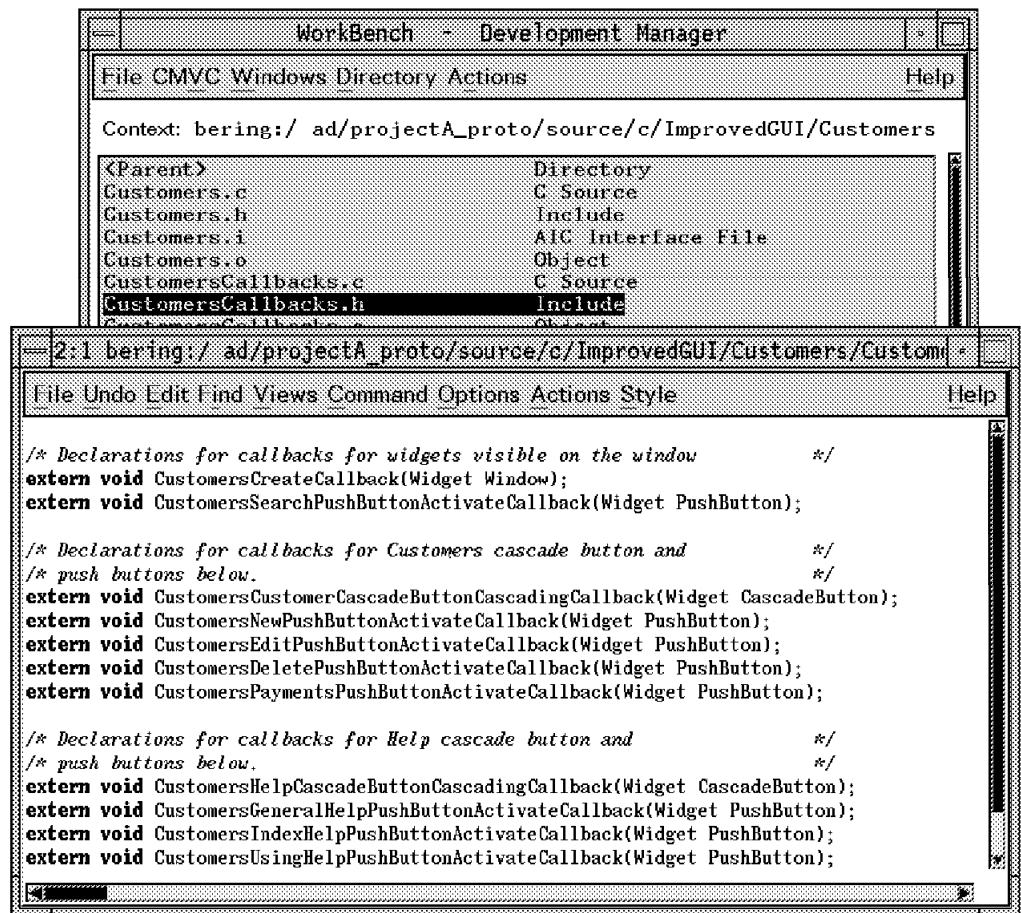 WorkBench - Development Manager
File CMVC Windows Directory Actions Help
Context: bering:/ ad/projectA_proto/source/c/ImprovedGUI/Customers
<Parent> Directory
Customers.c C Source
Customers.h Include
Customers.i AIC Interface File
Customers.o Object
CustomersCallbacks.c C Source
CustomersCallbacks.h Include
2:1 bering:/ ad/projectA_proto/source/c/ImprovedGUI/Customers/Custom
File Undo Edit Find Views Command Options Actions Style Help
/* Declarations for callbacks for widgets visible on the window */
extern void CustomersCreateCallback(Widget Window);
extern void CustomersSearchPushButtonActivateCallback(Widget PushButton);
/* Declarations for callbacks for Customers cascade button and */
/* push buttons below. */
extern void CustomersCustomerCascadeButtonCascadingCallback(Widget CascadeButton);
extern void CustomersNewPushButtonActivateCallback(Widget PushButton);
extern void CustomersEditPushButtonActivateCallback(Widget PushButton);
extern void CustomersDeletePushButtonActivateCallback(Widget PushButton);
extern void CustomersPaymentsPushButtonActivateCallback(Widget PushButton);
/* Declarations for callbacks for Help cascade button and */
/* push buttons below. */
extern void CustomersHelpCascadeButtonCascadingCallback(Widget CascadeButton);
extern void CustomersGeneralHelpPushButtonActivateCallback(Widget PushButton);
extern void CustomersIndexHelpPushButtonActivateCallback(Widget PushButton);
extern void CustomersUsingHelpPushButtonActivateCallback(Widget PushButton);